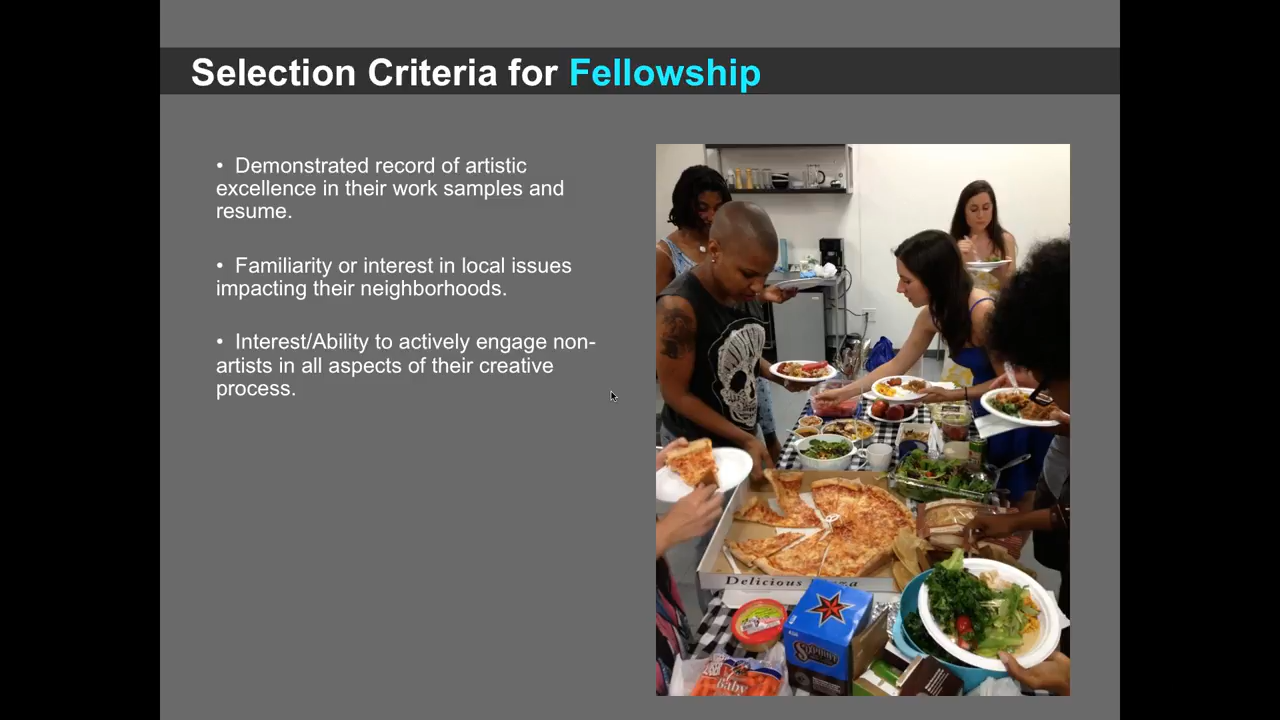 Selection Criteria for Fellowship
• Demonstrated record of artistic
excellence in their work samples and
resume.
• Familiarity or interest in local issues
impacting their neighborhoods.
• Interest/Ability to actively engage non-
artists in all aspects of their creative
process.
Delicious
Baby